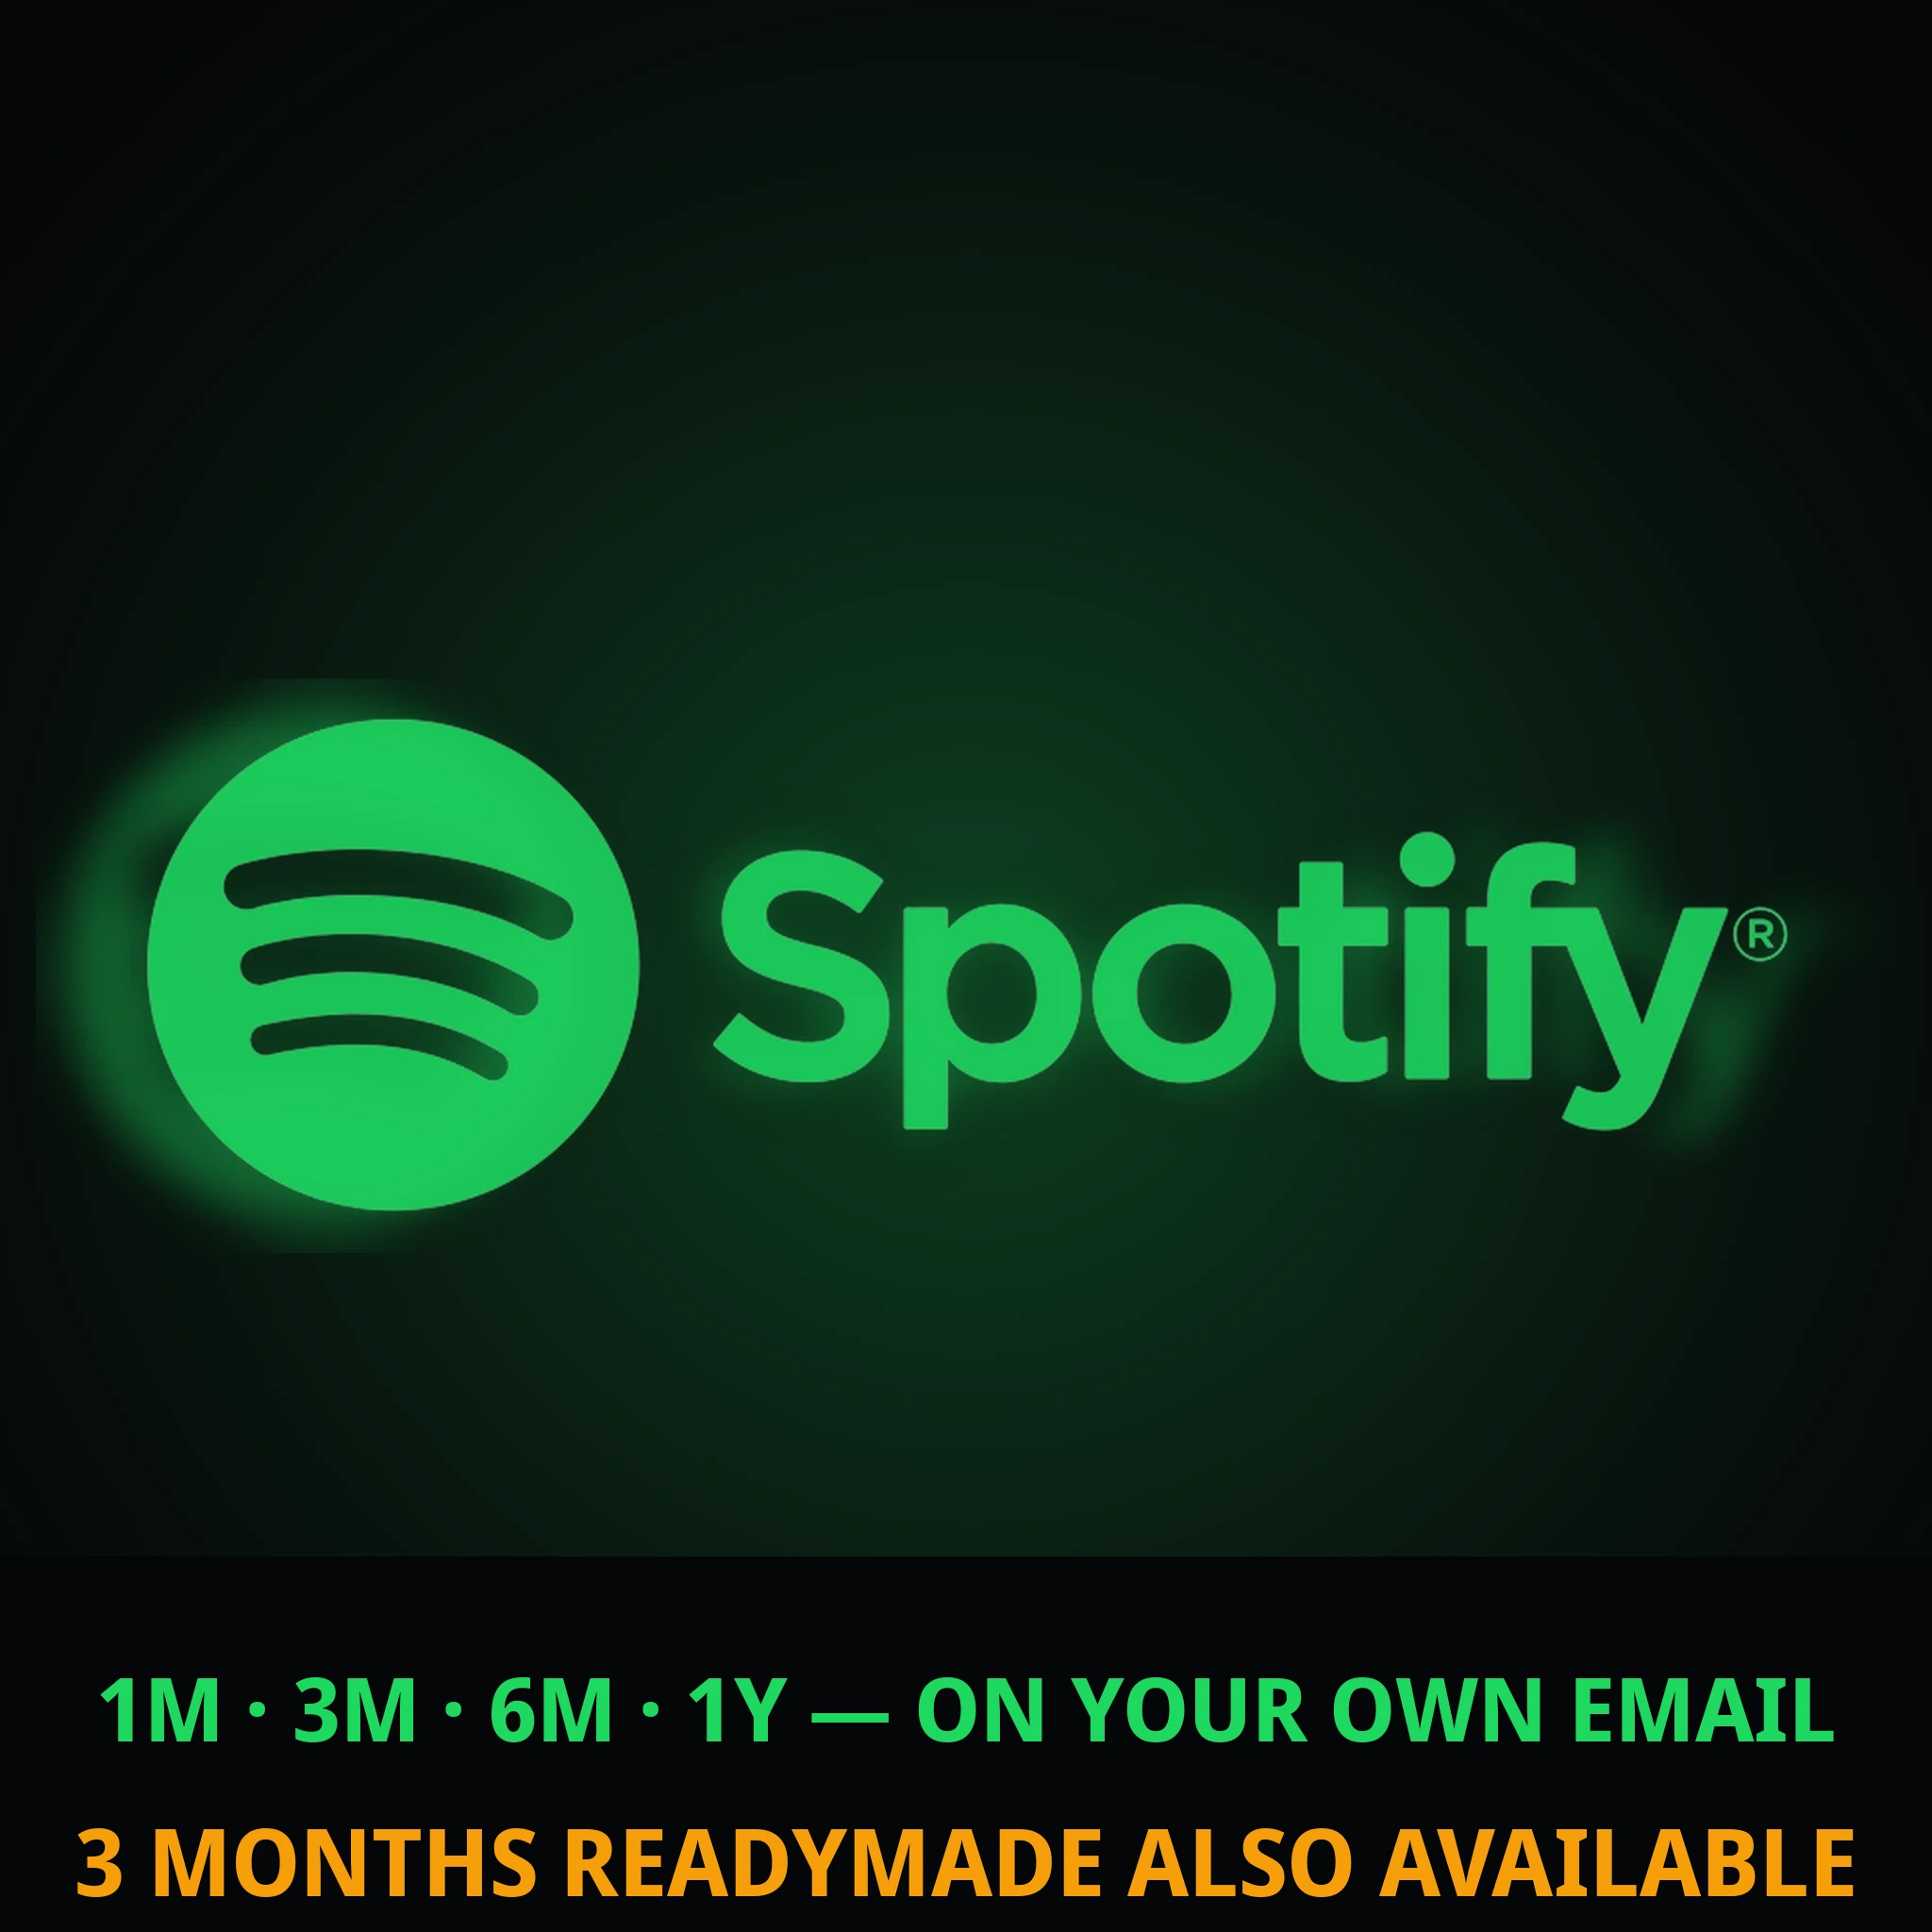 Spotify®
1M · 3M · 6M · 1Y — ON YOUR OWN EMAIL
3 MONTHS READYMADE ALSO AVAILABLE